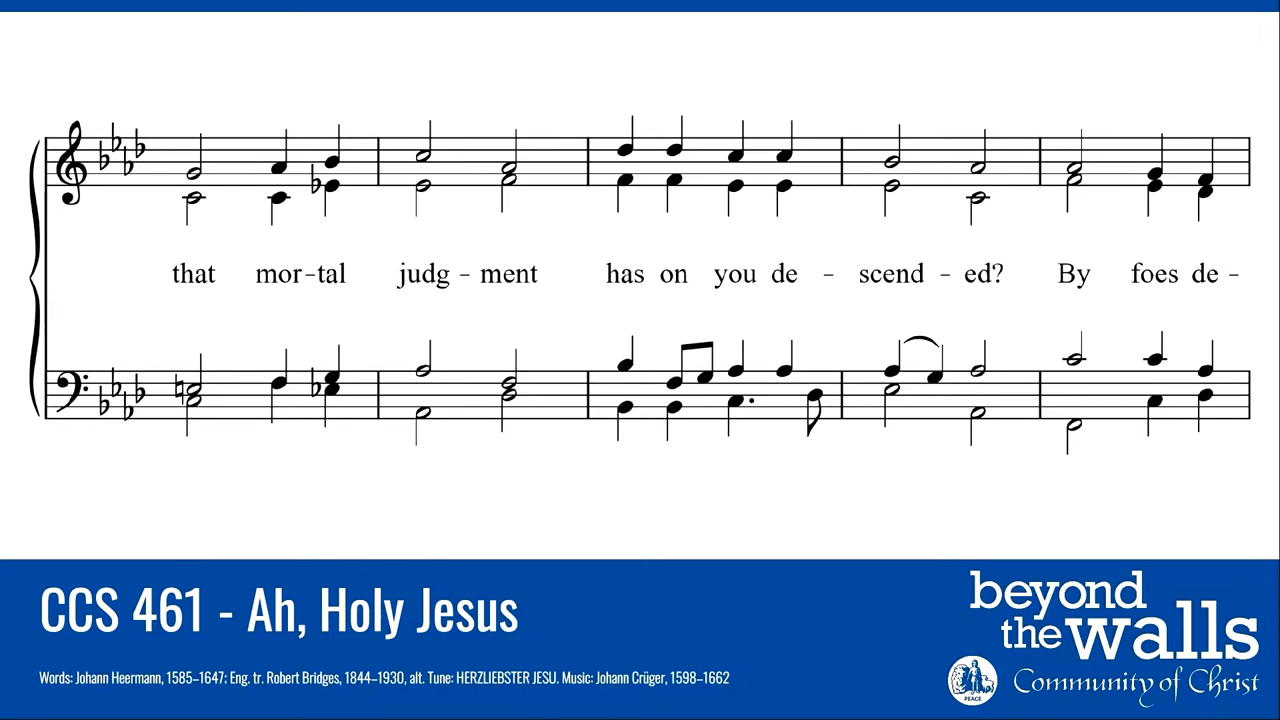 that mor-tal judg - ment has on you de - scend - ed? By foes de -
CCS 461 - Ah, Holy Jesus
Words: Johann Heermann, 1585–1647; Eng. tr. Robert Bridges, 1844–1930, alt. Tune: HERZLIEBSTER JESU. Music: Johann Crüger, 1598–1662
beyond
the walls
PEACE
Community of Christ